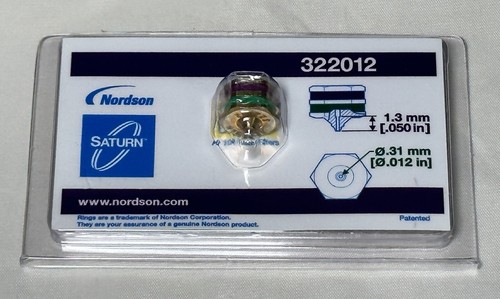 322012
Nordson
SATURN™
1.3 mm
[.050 in]
Ø.31 mm
[Ø.012 in]
www.nordson.com
Rings are a trademark of Nordson Corporation.
They are your assurance of a genuine Nordson product.
Patented